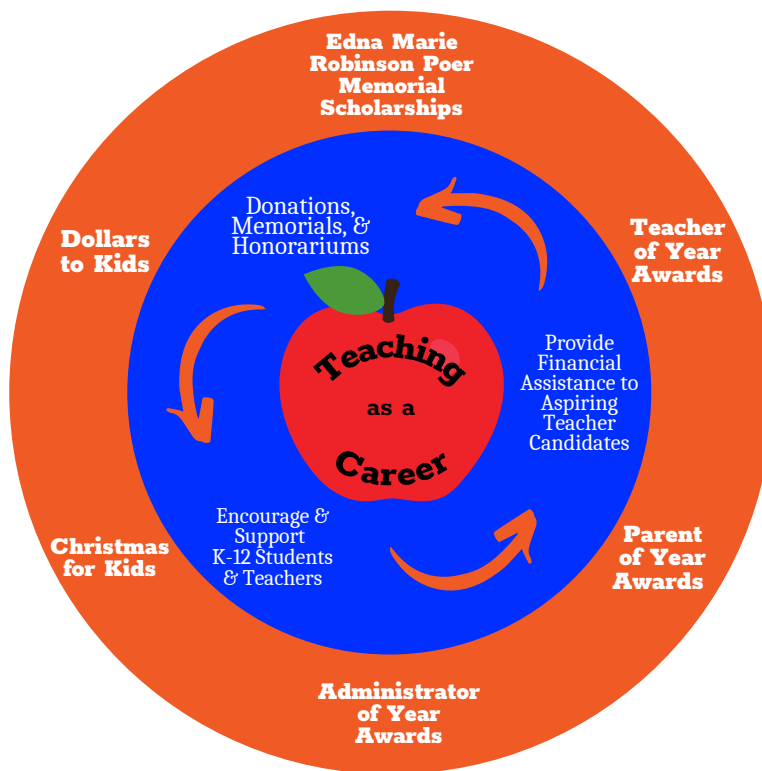 Edna Marie
Robinson Poer
Memorial
Scholarships
Teacher
of Year
Awards
Parent
of Year
Awards
Administrator
of Year
Awards
Christmas
for Kids
Dollars
to Kids
Donations,
Memorials, &
Honorariums
Provide
Financial
Assistance to
Aspiring
Teacher
Candidates
Encourage &
Support
K-12 Students
& Teachers
Teaching
as a
Career